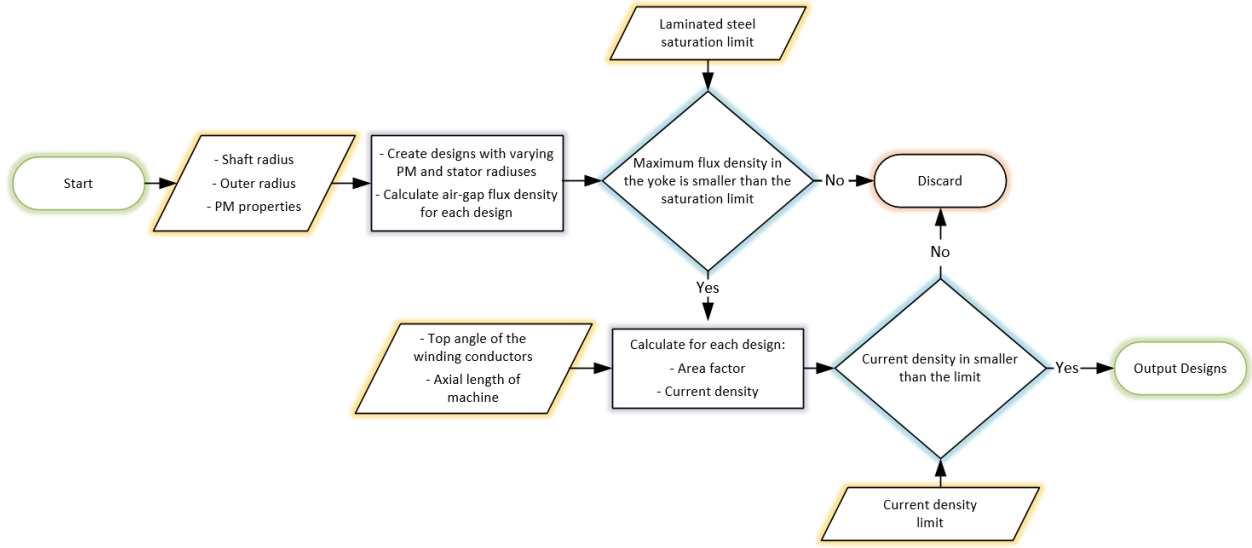 Laminated steel
saturation limit
Start
- Shaft radius
- Outer radius
- PM properties
- Create designs with varying
PM and stator radiuses
- Calculate air-gap flux density
for each design
Maximum flux density in
the yoke is smaller than the
saturation limit
No
Discard
No
Yes
- Top angle of the
winding conductors
- Axial length of
machine
Calculate for each design:
- Area factor
- Current density
Current density in smaller
than the limit
Yes
Output Designs
Current density
limit